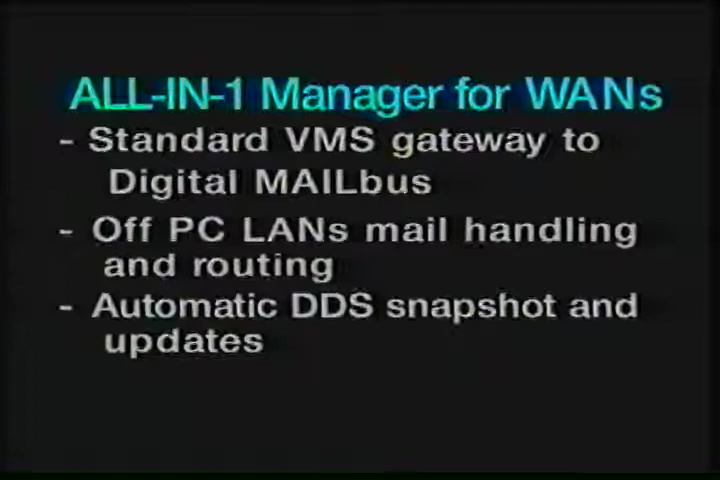 ALL-IN-1 Manager for WANs
- Standard VMS gateway to
Digital MAILbus
- Off PC LANs mail handling
and routing
- Automatic DDS snapshot and
updates